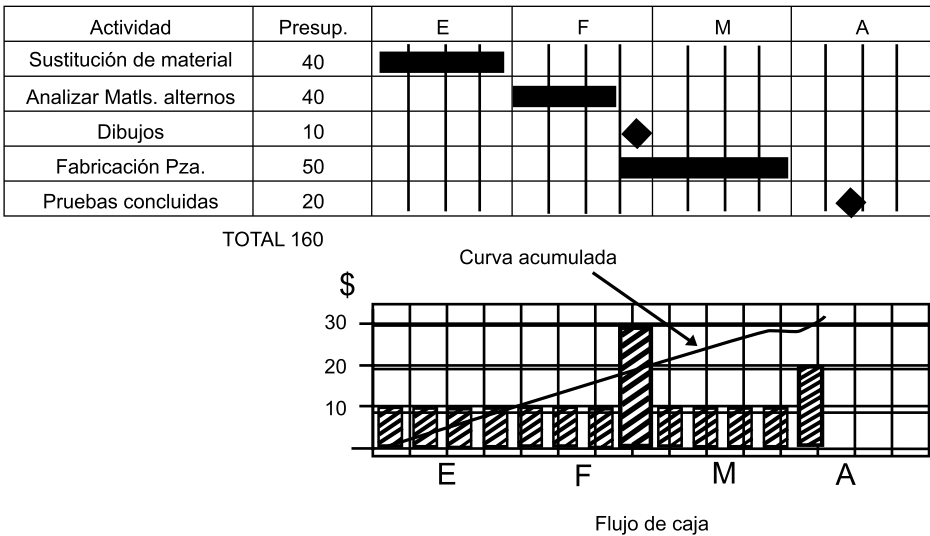 Actividad Presup. E F M A
Sustitución de material 40
Analizar Matls. alternos 40
Dibujos 10
Fabricación Pza. 50
Pruebas concluidas 20
TOTAL 160
Curva acumulada
$
30
20
10
E F M A
Flujo de caja